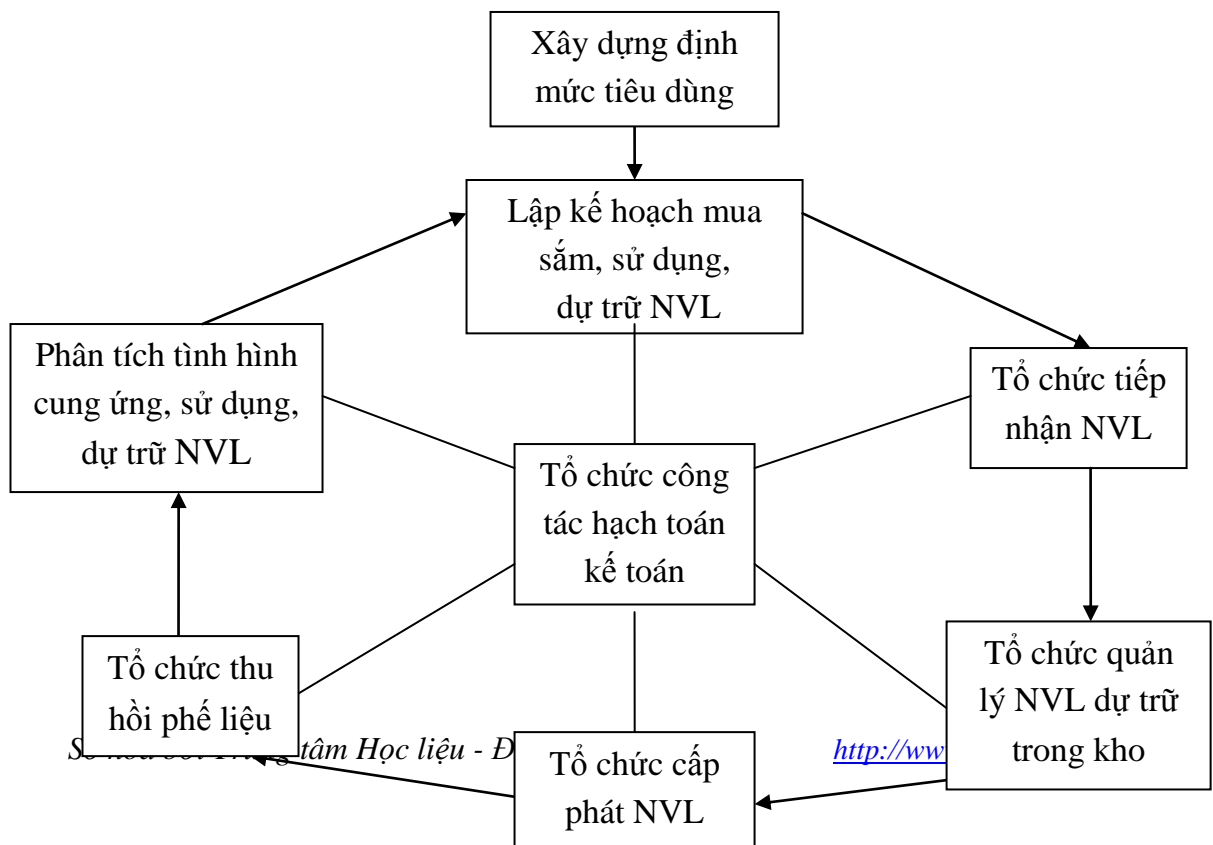 Xây dựng định
mức tiêu dùng
Lập kế hoạch mua
sắm, sử dụng,
dự trữ NVL
Phân tích tình hình
cung ứng, sử dụng,
dự trữ NVL
Tổ chức tiếp
nhận NVL
Tổ chức công
tác hạch toán
kế toán
Tổ chức thu
hồi phế liệu
Tổ chức quản
lý NVL dự trữ
trong kho
Tổ chức cấp
phát NVL
tâm Học liệu - Đ
http://ww